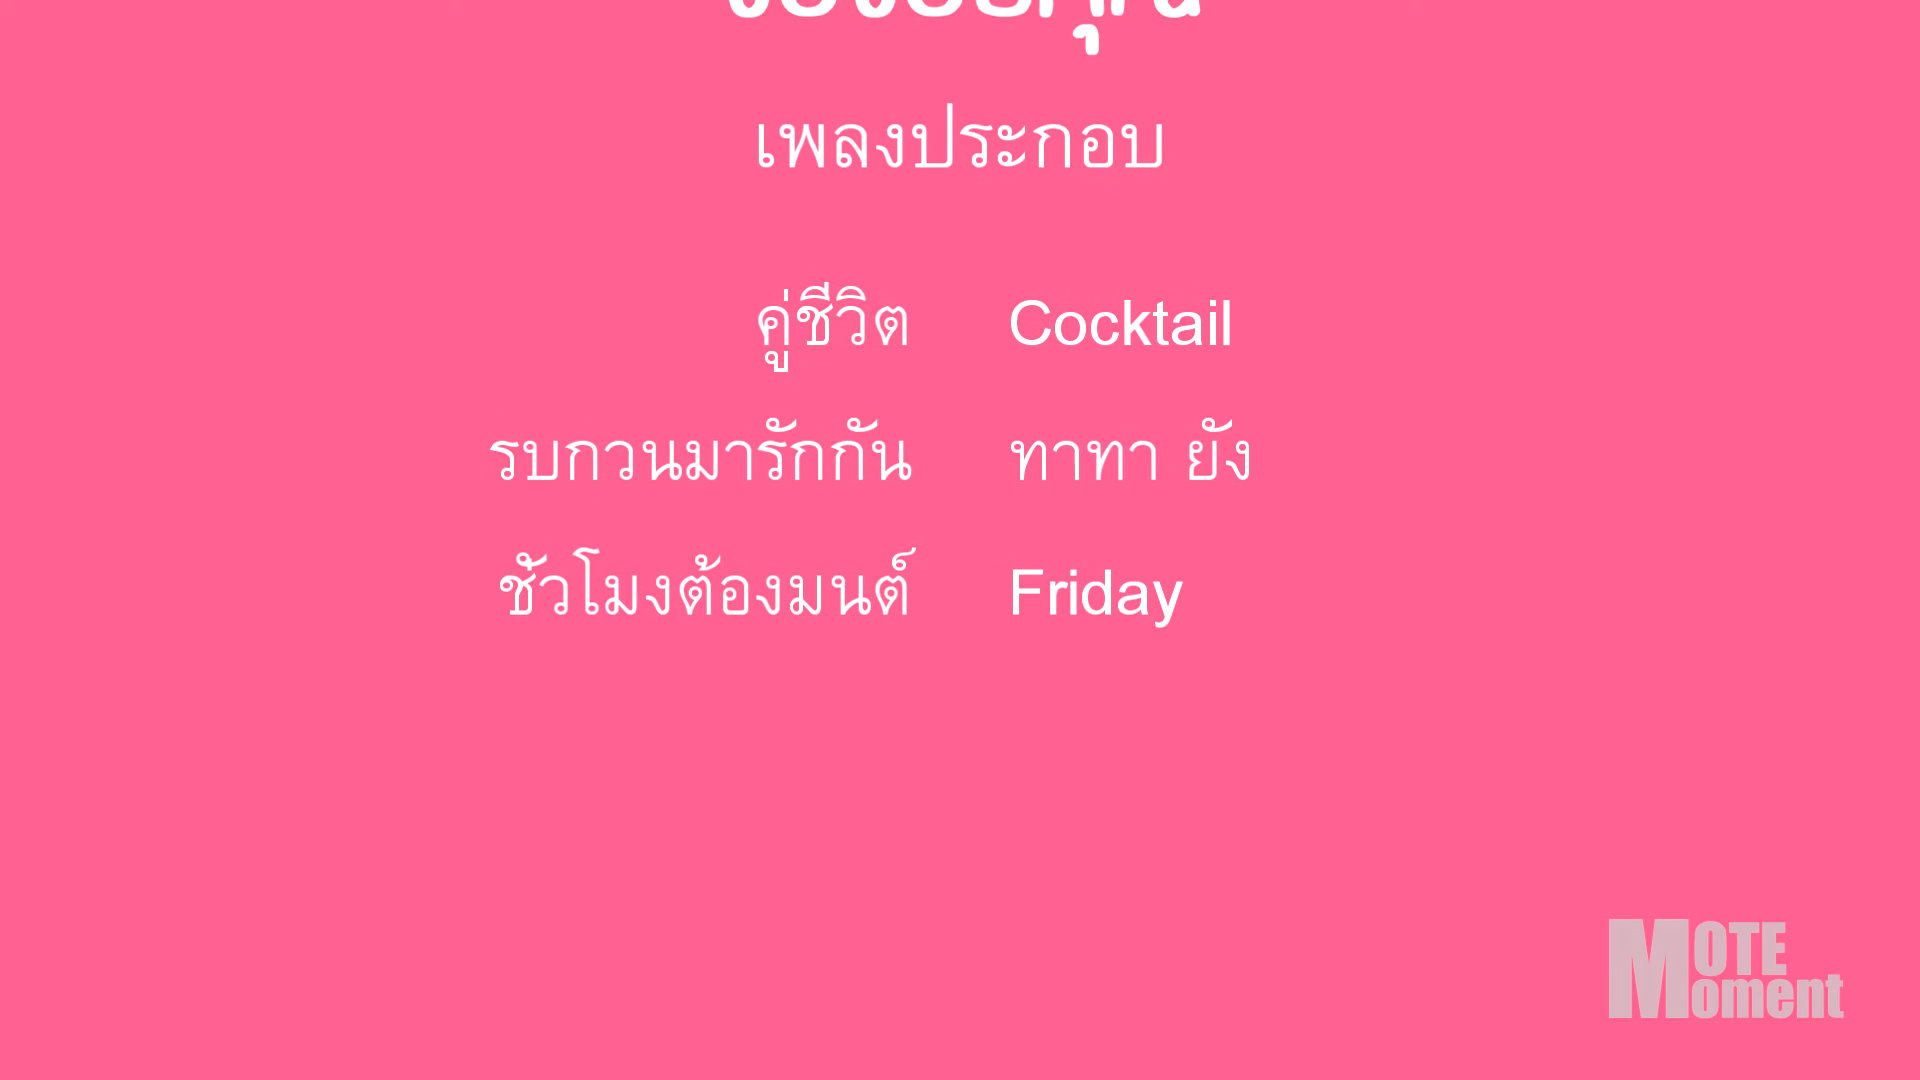 เพลงประกอบ
คู่ชีวิต Cocktail
รบกวนมารักกัน ทาทา ยัง
ชั่วโมงต้องมนต์ Friday
MOTE
Moment